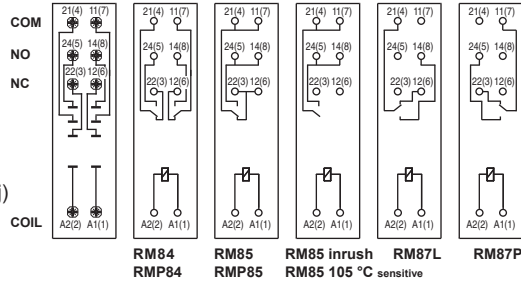 21(4) 11(7) 21(4) 11(7) 21(4) 11(7) 21(4) 11(7) 21(4) 11(7) 21(4) 11(7)
COM
24(5) 14(8) 24(5) 14(8) 24(5) 14(8) 24(5) 14(8) 24(5) 14(8) 24(5) 14(8)
NO
22(3) 12(6) 22(3) 12(6) 22(3) 12(6) 22(3) 12(6) 22(3) 12(6) 22(3) 12(6)
NC
)
COIL A2(2) A1(1) A2(2) A1(1) A2(2) A1(1) A2(2) A1(1) A2(2) A1(1) A2(2) A1(1)
RM84 RM85 RM85 inrush RM87L RM87P
RMP84 RMP85 RM85 105 °C sensitive